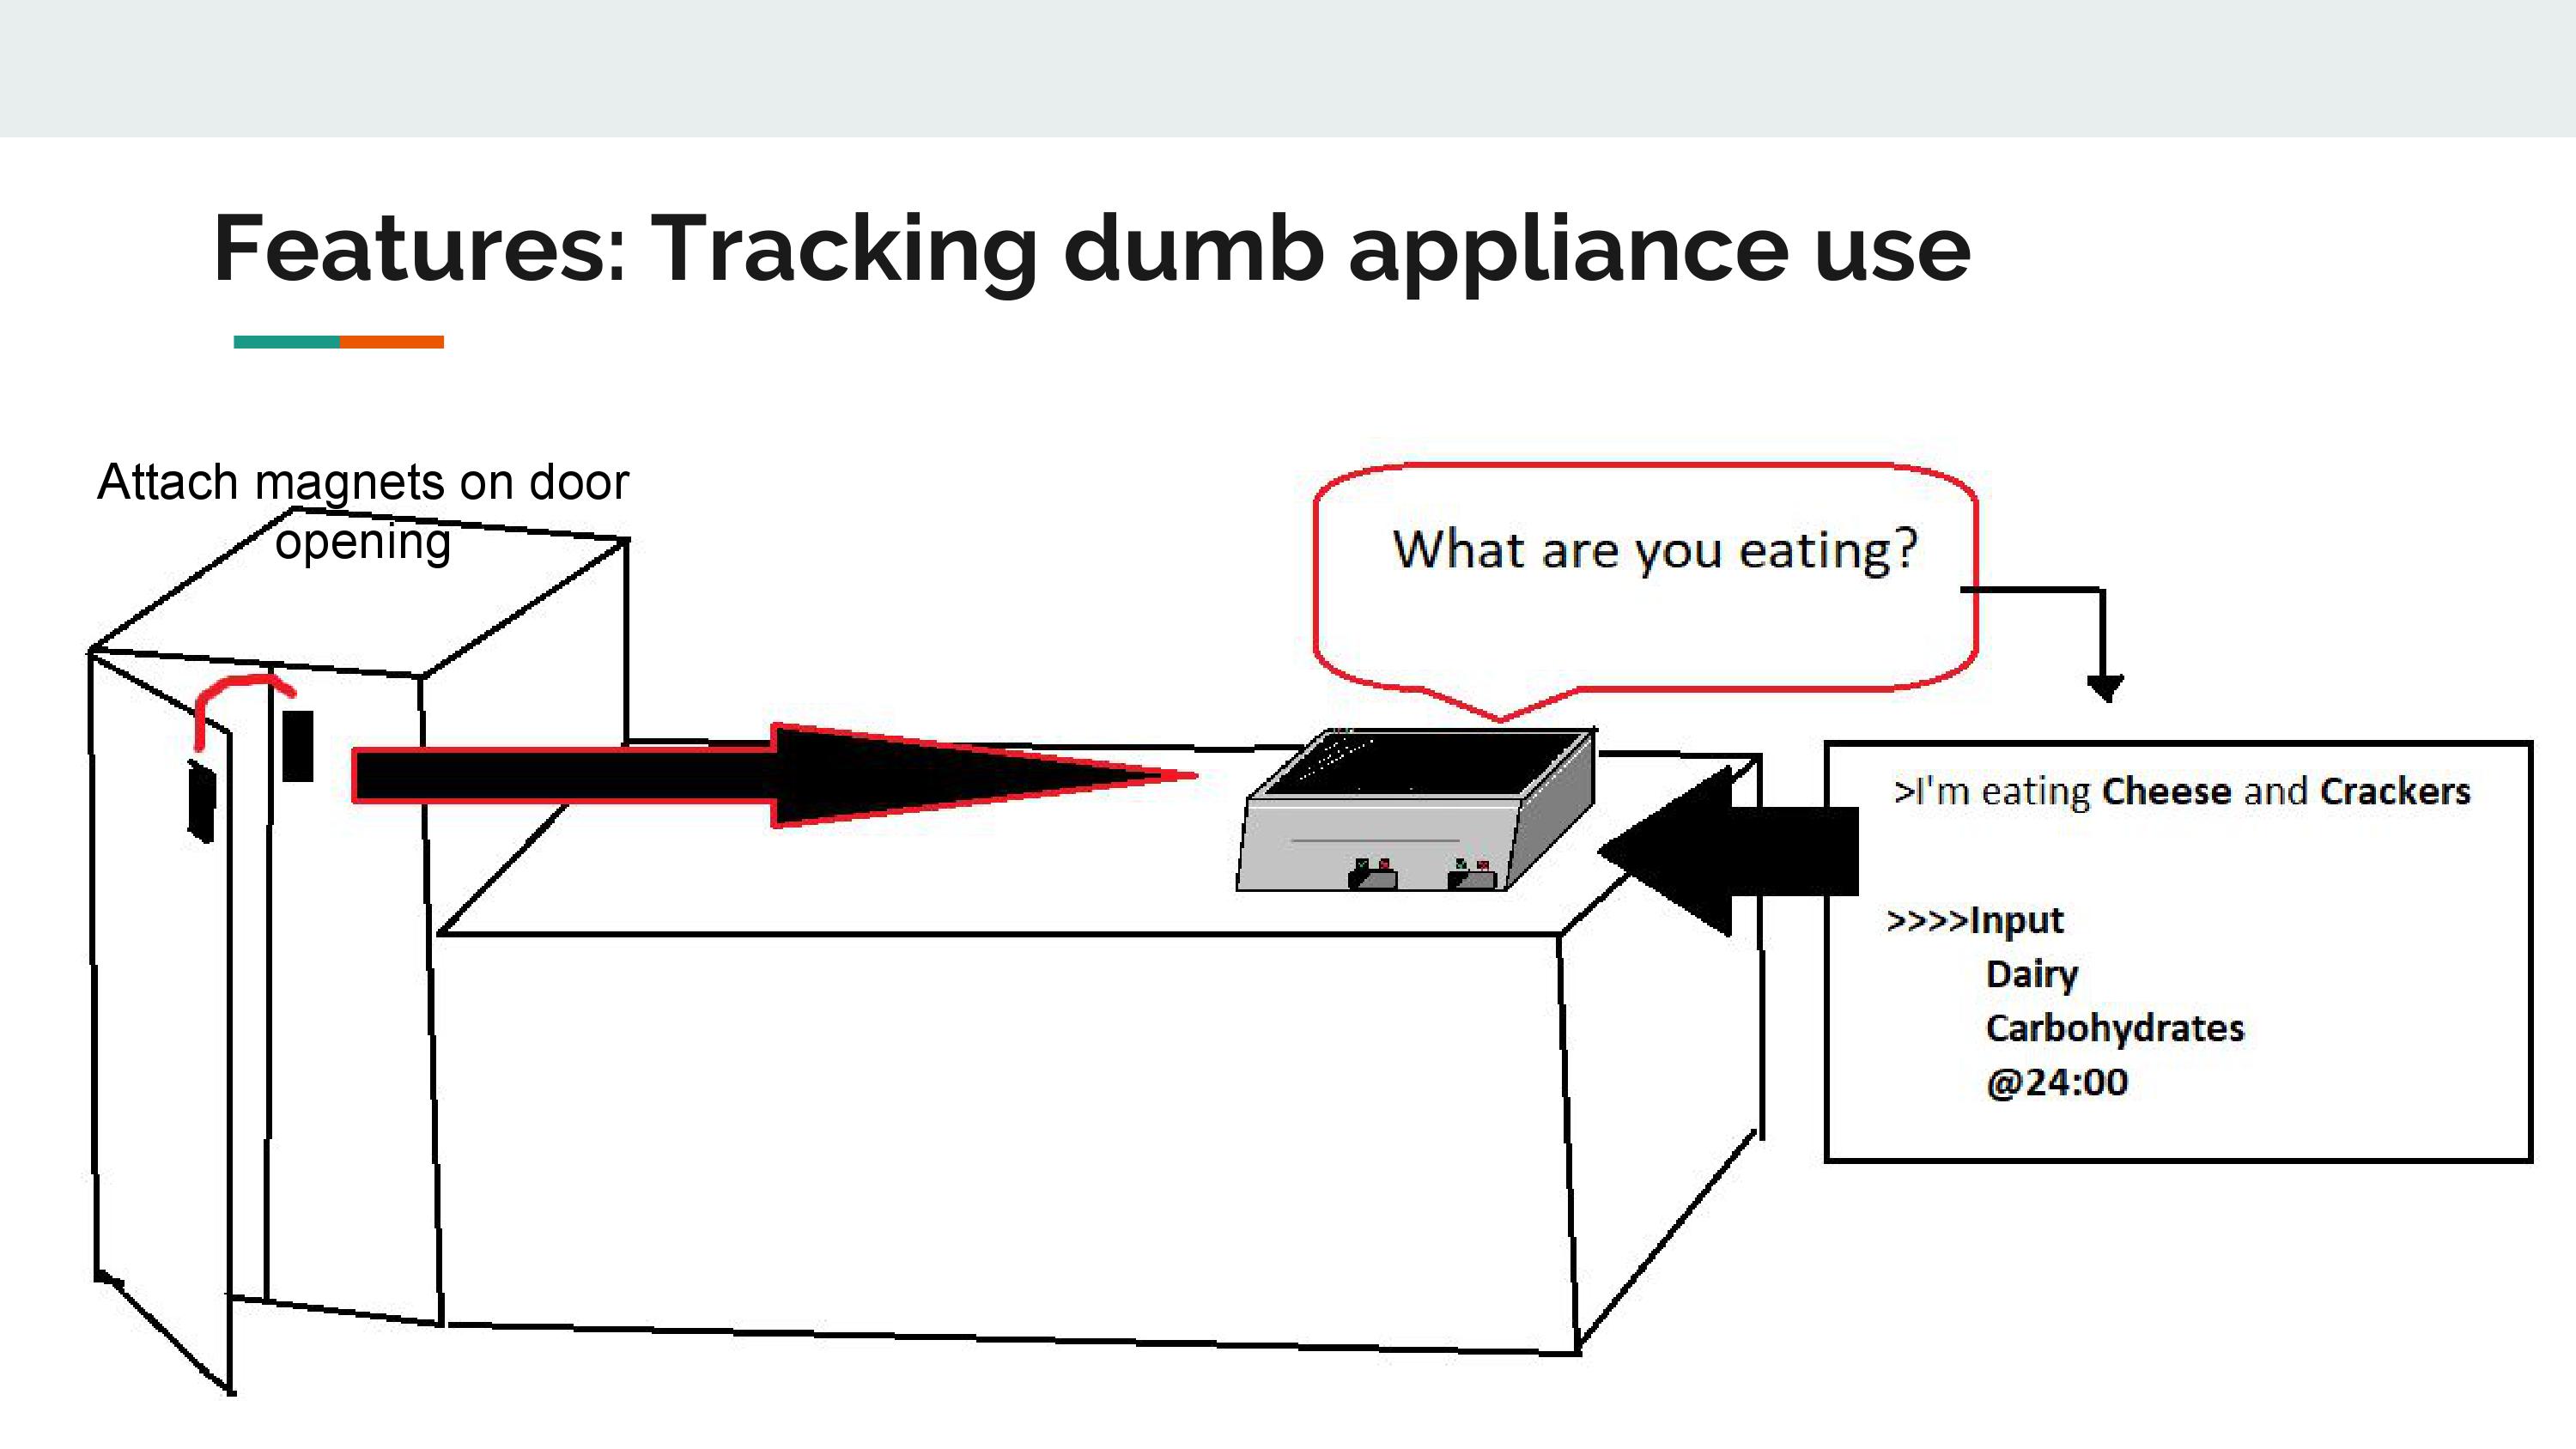 Features: Tracking dumb appliance use
Attach magnets on door
opening
What are you eating?
>I'm eating Cheese and Crackers
>>>>Input
Dairy
Carbohydrates
@24:00